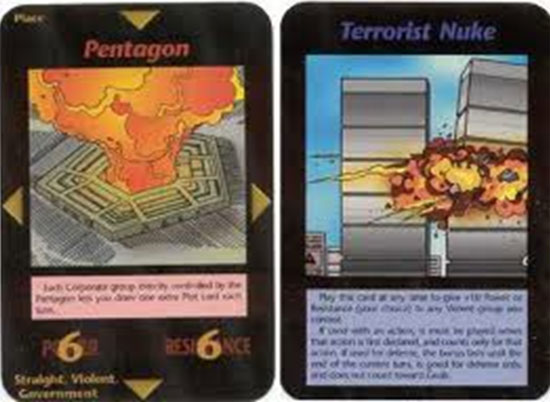 Place
Pentagon
Each Corporate group directly controlled by the
Pentagon lets you draw one extra Plot card each
turn.
POWER
6
RESISTANCE
6
Straight, Violent,
Government
Terrorist Nuke
Play this card at any time to give +10 Power or
Resistance (your choice) to any Violent group you
control.
If used with an action, it must be played when
that action is first declared, and counts only for that
action. If used for defense, the bonus lasts until the
end of the current turn, is good for defense only,
and does not count toward Goals.